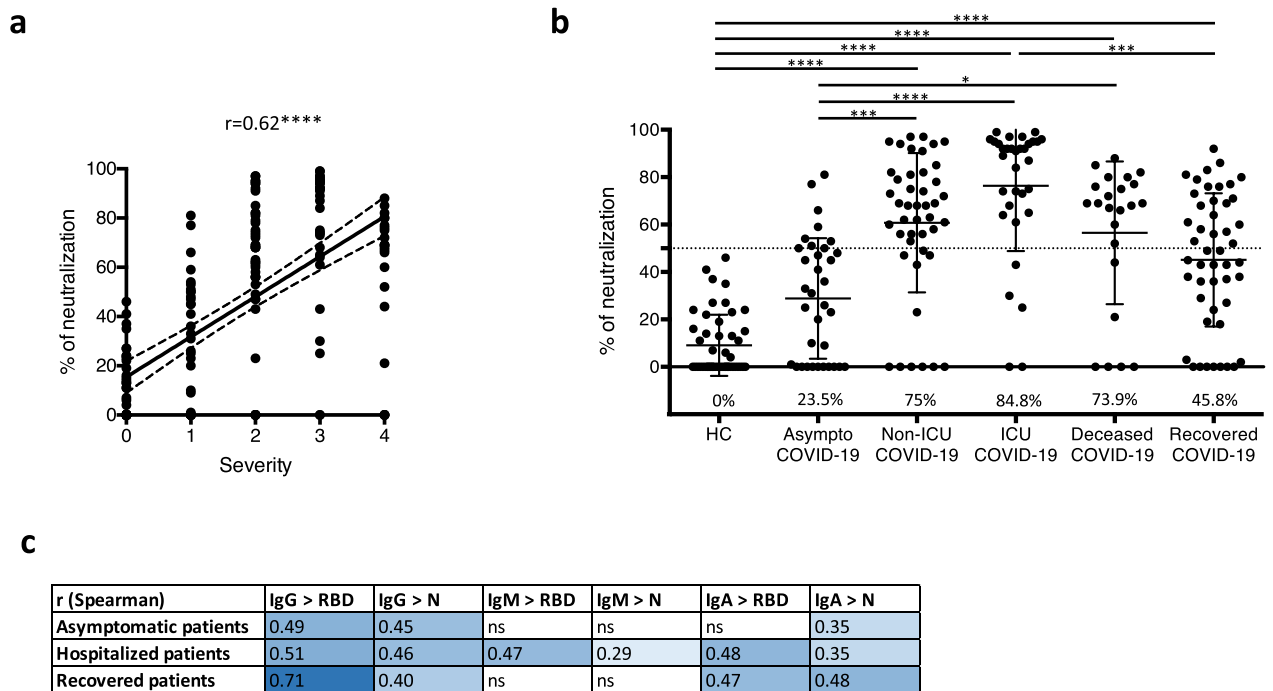 a
r=0.62****
% of neutralization
100
80
60
40
20
0
0 1 2 3 4
Severity
b
****
****
**** ***
****
*
****
***
% of neutralization
100
80
60
40
20
0
0% 23.5% 75% 84.8% 73.9% 45.8%
HC Asympto Non-ICU ICU Deceased Recovered
COVID-19 COVID-19 COVID-19 COVID-19 COVID-19
c
r (Spearman) IgG > RBD IgG > N IgM > RBD IgM > N IgA > RBD IgA > N
Asymptomatic patients 0.49 0.45 ns ns ns 0.35
Hospitalized patients 0.51 0.46 0.47 0.29 0.48 0.35
Recovered patients 0.71 0.40 ns ns 0.47 0.48